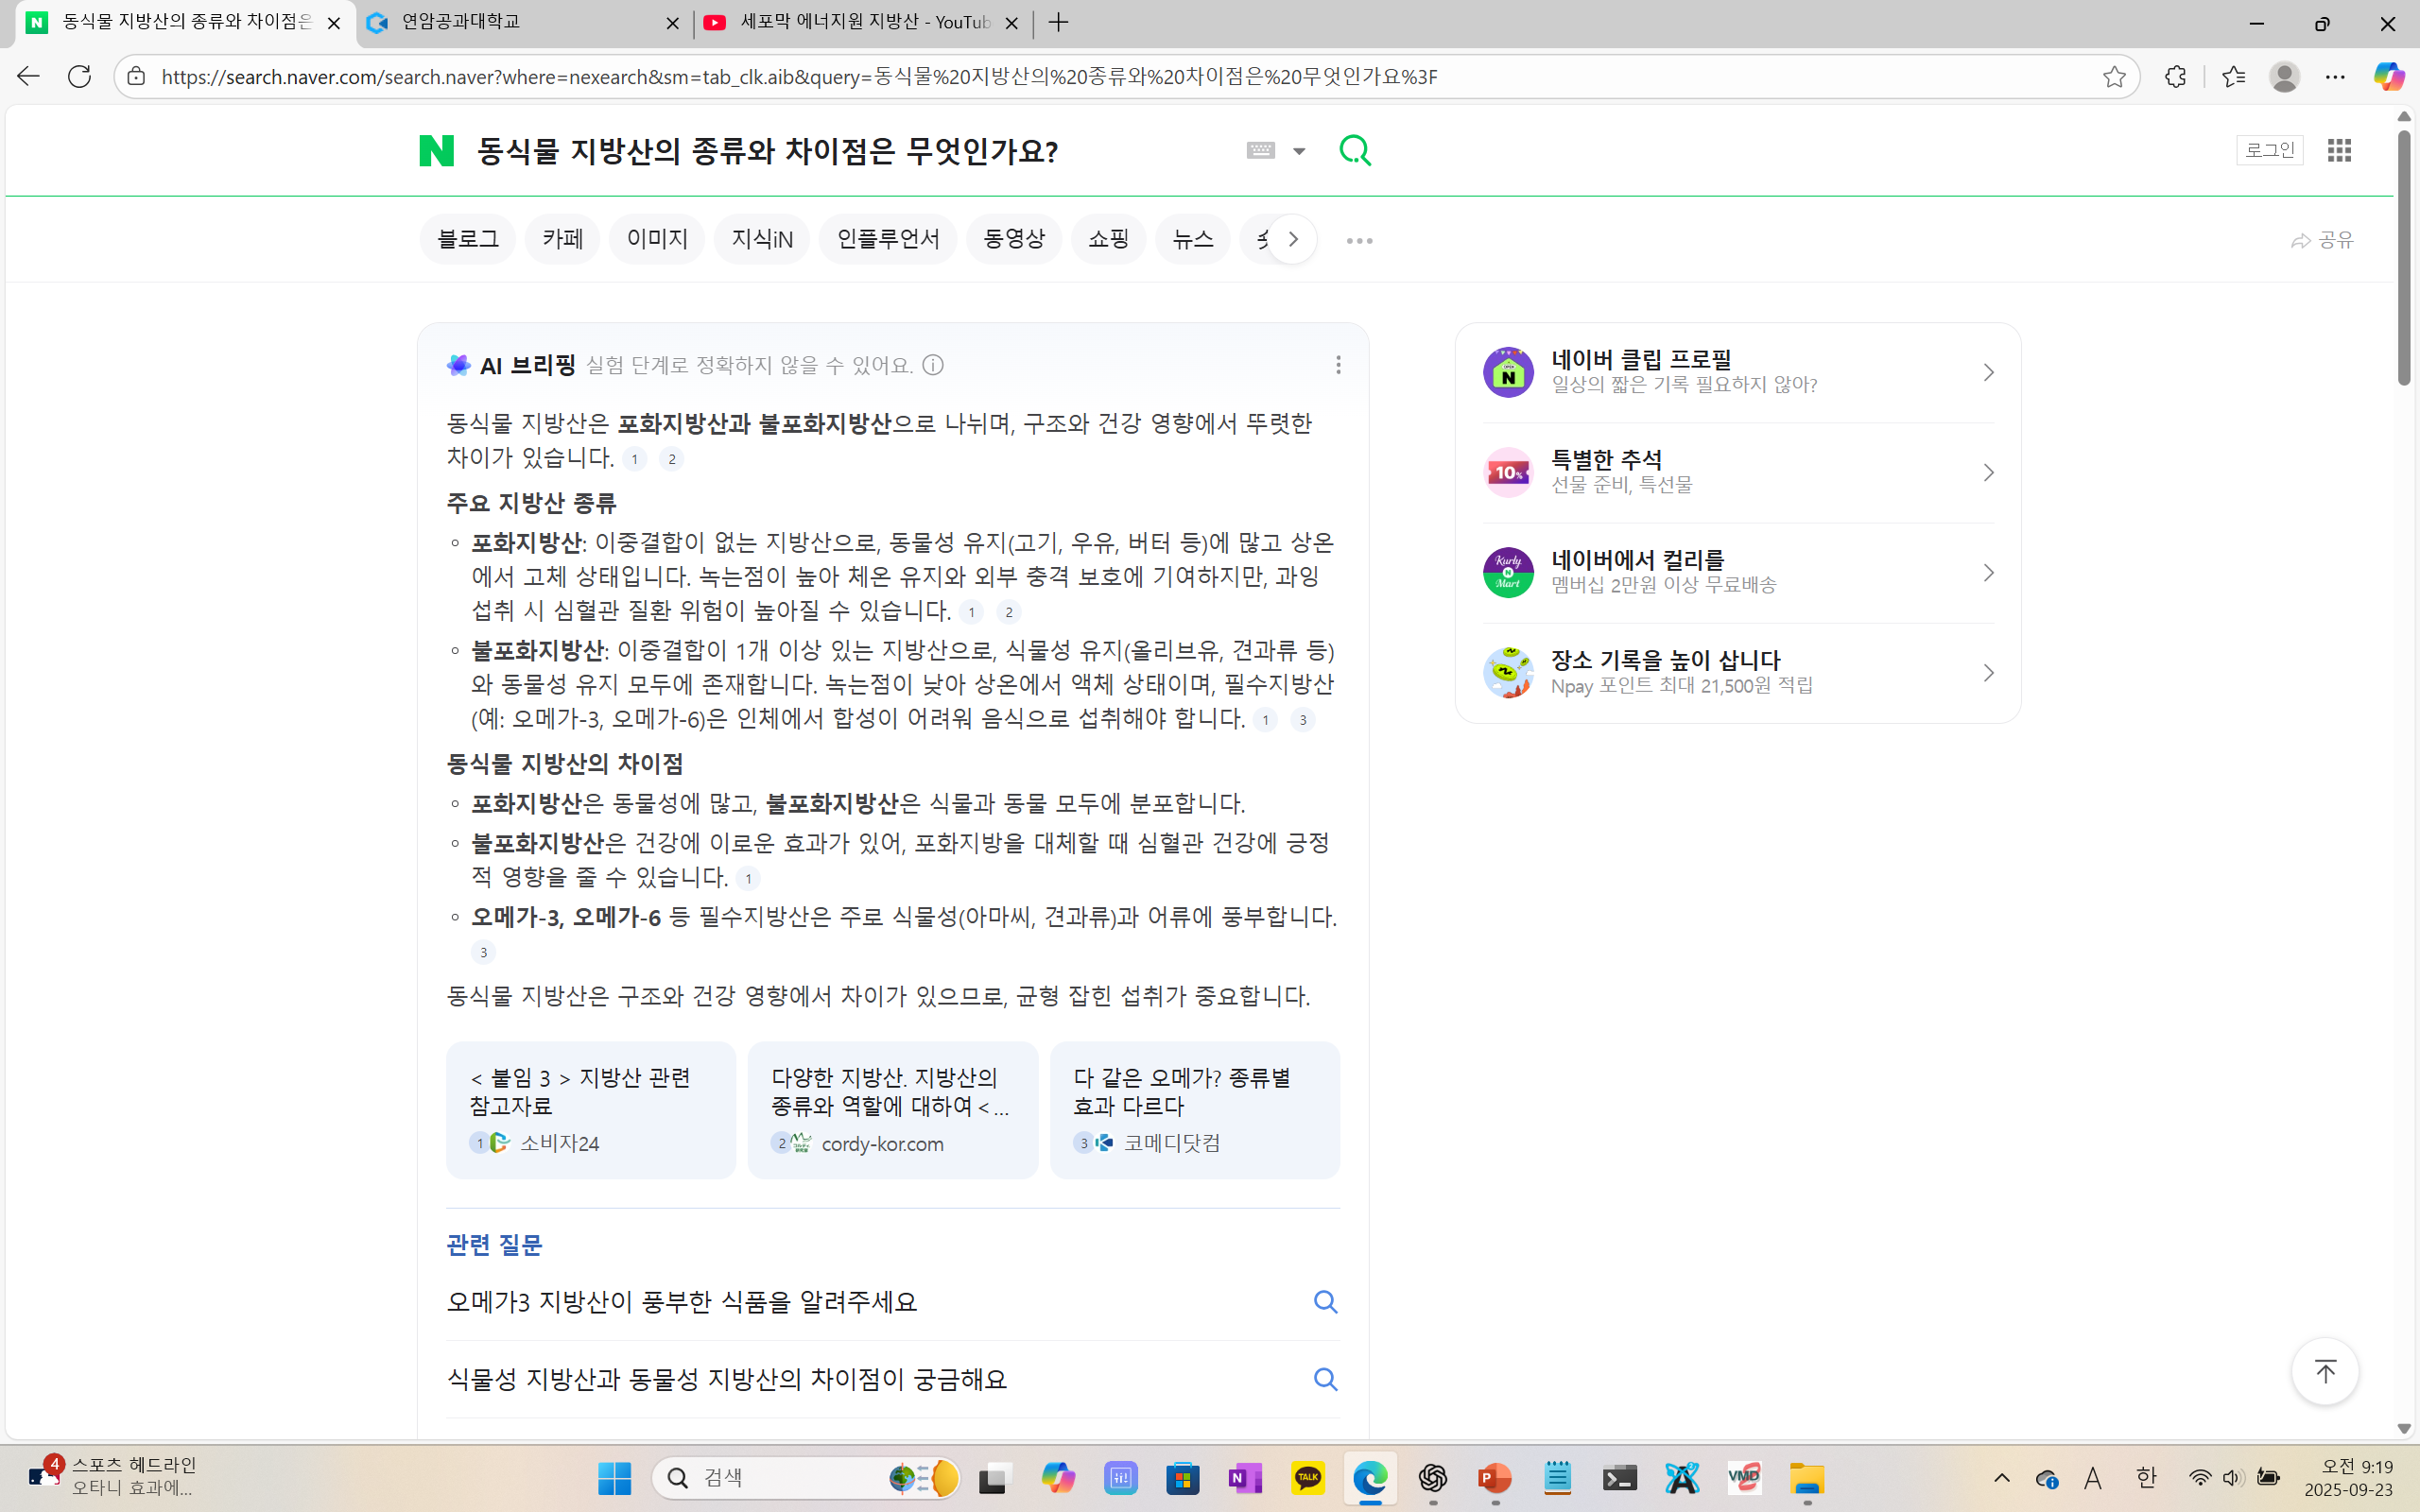 동식물 지방산의 종류와 차이점은
연암공과대학교
세포막 에너지원 지방산 - YouTub
https://search.naver.com/search.naver?where=nexearch&sm=tab_clk.aib&query=동식물%20지방산의%20종류와%20차이점은%20무엇인가요%3F
N 동식물 지방산의 종류와 차이점은 무엇인가요?
로그인
블로그 카페 이미지 지식iN 인플루언서 동영상 쇼핑 뉴스
공유
AI 브리핑 실험 단계로 정확하지 않을 수 있어요.
동식물 지방산은 포화지방산과 불포화지방산으로 나뉘며, 구조와 건강 영향에서 뚜렷한
차이가 있습니다. 1 2
주요 지방산 종류
포화지방산: 이중결합이 없는 지방산으로, 동물성 유지(고기, 우유, 버터 등)에 많고 상온
에서 고체 상태입니다. 녹는점이 높아 체온 유지와 외부 충격 보호에 기여하지만, 과잉
섭취 시 심혈관 질환 위험이 높아질 수 있습니다. 1 2
불포화지방산: 이중결합이 1개 이상 있는 지방산으로, 식물성 유지(올리브유, 견과류 등)
와 동물성 유지 모두에 존재합니다. 녹는점이 낮아 상온에서 액체 상태이며, 필수지방산
(예: 오메가-3, 오메가-6)은 인체에서 합성이 어려워 음식으로 섭취해야 합니다. 1 3
동식물 지방산의 차이점
포화지방산은 동물성에 많고, 불포화지방산은 식물과 동물 모두에 분포합니다.
불포화지방산은 건강에 이로운 효과가 있어, 포화지방을 대체할 때 심혈관 건강에 긍정
적 영향을 줄 수 있습니다. 1
오메가-3, 오메가-6 등 필수지방산은 주로 식물성(아마씨, 견과류)과 어류에 풍부합니다.
3
동식물 지방산은 구조와 건강 영향에서 차이가 있으므로, 균형 잡힌 섭취가 중요합니다.
< 붙임 3 > 지방산 관련
참고자료
1 소비자24
다양한 지방산. 지방산의
종류와 역할에 대하여 <...
2 cordy-kor.com
다 같은 오메가? 종류별
효과 다르다
3 코메디닷컴
관련 질문
오메가3 지방산이 풍부한 식품을 알려주세요
식물성 지방산과 동물성 지방산의 차이점이 궁금해요
네이버 클립 프로필
일상의 짧은 기록 필요하지 않아?
10%
특별한 추석
선물 준비, 특선물
Kurly
N
Mart
네이버에서 컬리를
멤버십 2만원 이상 무료배송
장소 기록을 높이 삽니다
Npay 포인트 최대 21,500원 적립
4
스포츠 헤드라인
오타니 효과에...
검색
N
TALK
P
VMD
A
한
오전 9:19
2025-09-23